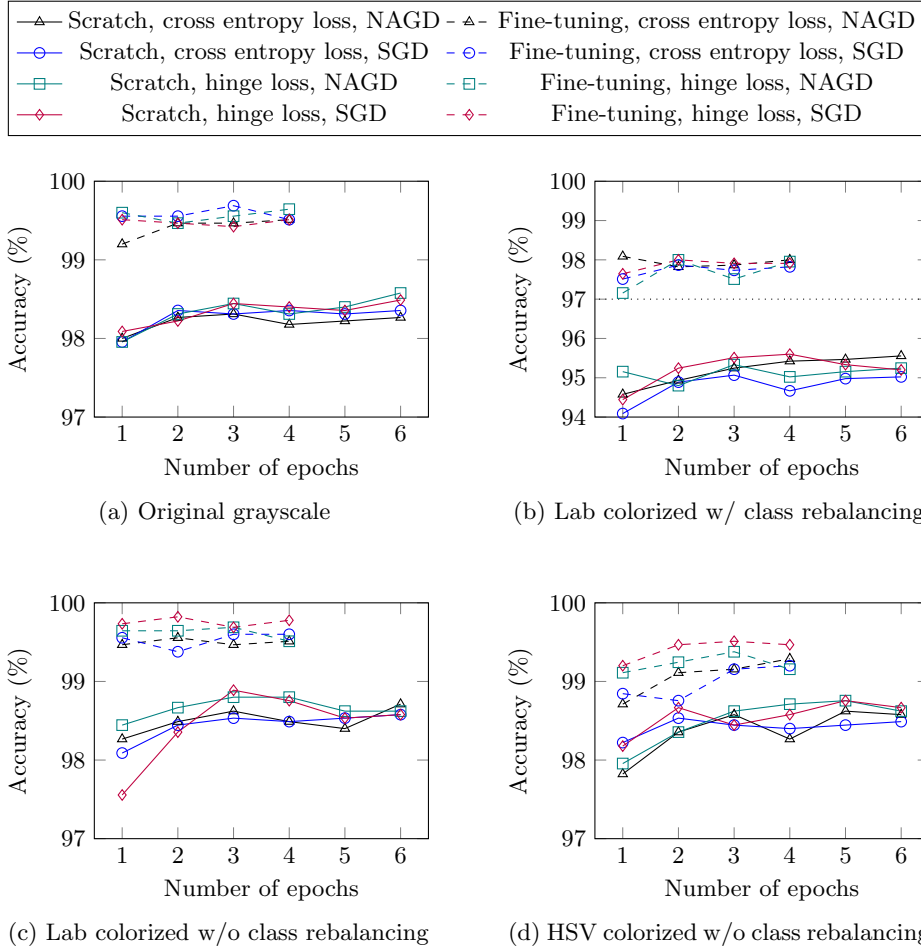 Scratch, cross entropy loss, NAGD
Fine-tuning, cross entropy loss, NAGD
Scratch, cross entropy loss, SGD
Fine-tuning, cross entropy loss, SGD
Scratch, hinge loss, NAGD
Fine-tuning, hinge loss, NAGD
Scratch, hinge loss, SGD
Fine-tuning, hinge loss, SGD
100
99
98
97
Accuracy (%)
1 2 3 4 5 6
Number of epochs
(a) Original grayscale
100
99
98
97
96
95
94
Accuracy (%)
1 2 3 4 5 6
Number of epochs
(b) Lab colorized w/ class rebalancing
100
99
98
97
Accuracy (%)
1 2 3 4 5 6
Number of epochs
(c) Lab colorized w/o class rebalancing
100
99
98
97
Accuracy (%)
1 2 3 4 5 6
Number of epochs
(d) HSV colorized w/o class rebalancing